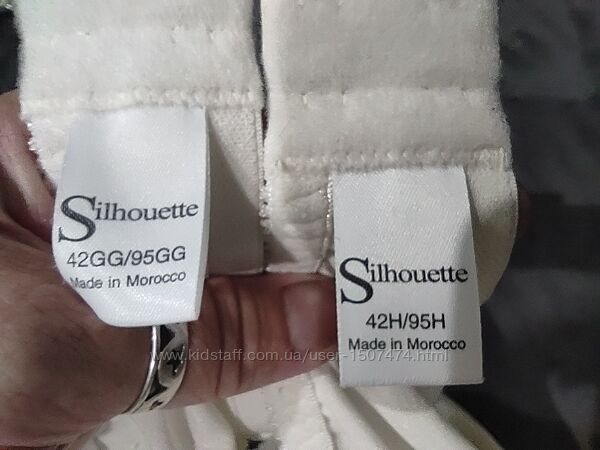 Silhouette
42GG/95GG
Made in Morocco
Silhouette
42H/95H
Made in Morocco
www.kidstaff.com.ua/user-1507474.html